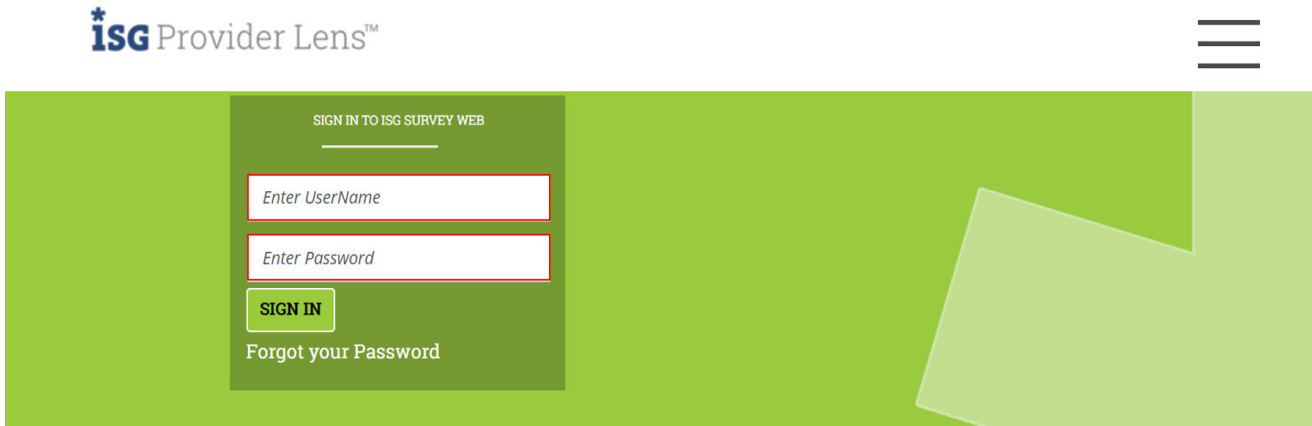 *isG Provider Lens™
SIGN IN TO ISG SURVEY WEB
Enter UserName
Enter Password
SIGN IN
Forgot your Password